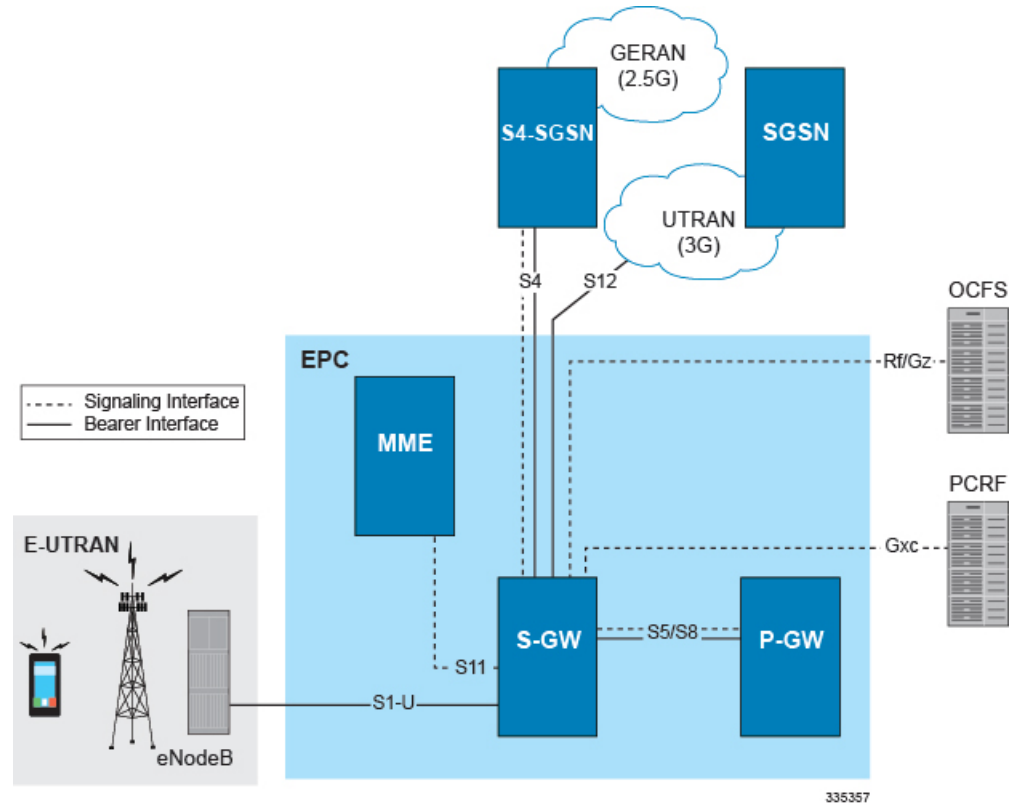 GERAN
(2.5G)
S4-SGSN
SGSN
UTRAN
(3G)
S4
S12
OCFS
EPC
Rf/Gz
Signaling Interface
Bearer Interface
MME
PCRF
E-UTRAN
Gxc
S-GW
S5/S8
P-GW
S11
S1-U
eNodeB
335357